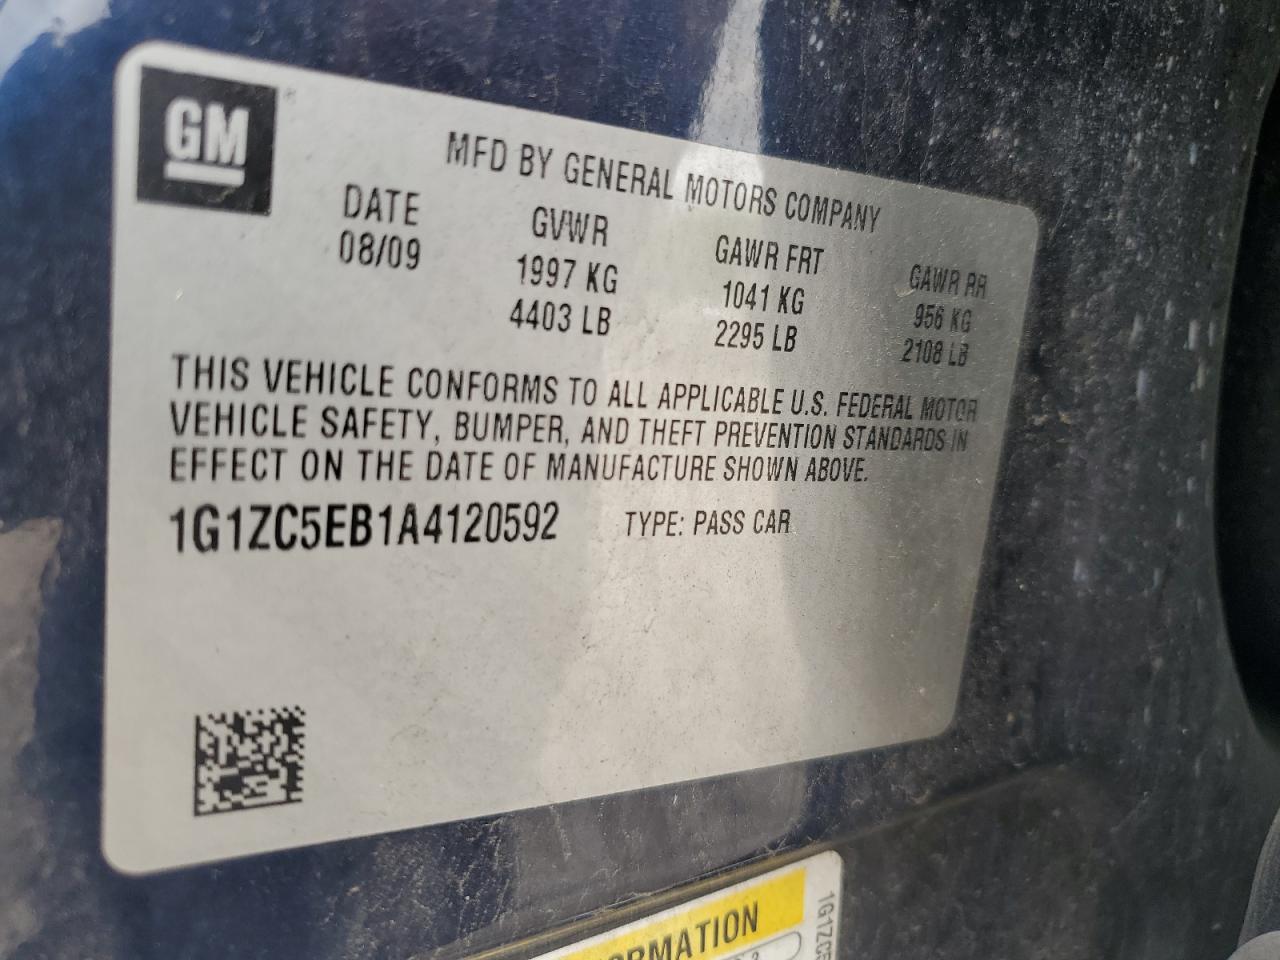 GM
MFD BY GENERAL MOTORS COMPANY
DATE GVWR GAWR FRT GAWR RR
08/09 1997 KG 1041 KG 956 KG
4403 LB 2295 LB 2108 LB
THIS VEHICLE CONFORMS TO ALL APPLICABLE U.S. FEDERAL MOTOR
VEHICLE SAFETY, BUMPER, AND THEFT PREVENTION STANDARDS IN
EFFECT ON THE DATE OF MANUFACTURE SHOWN ABOVE.
1G1ZC5EB1A4120592 TYPE: PASS CAR